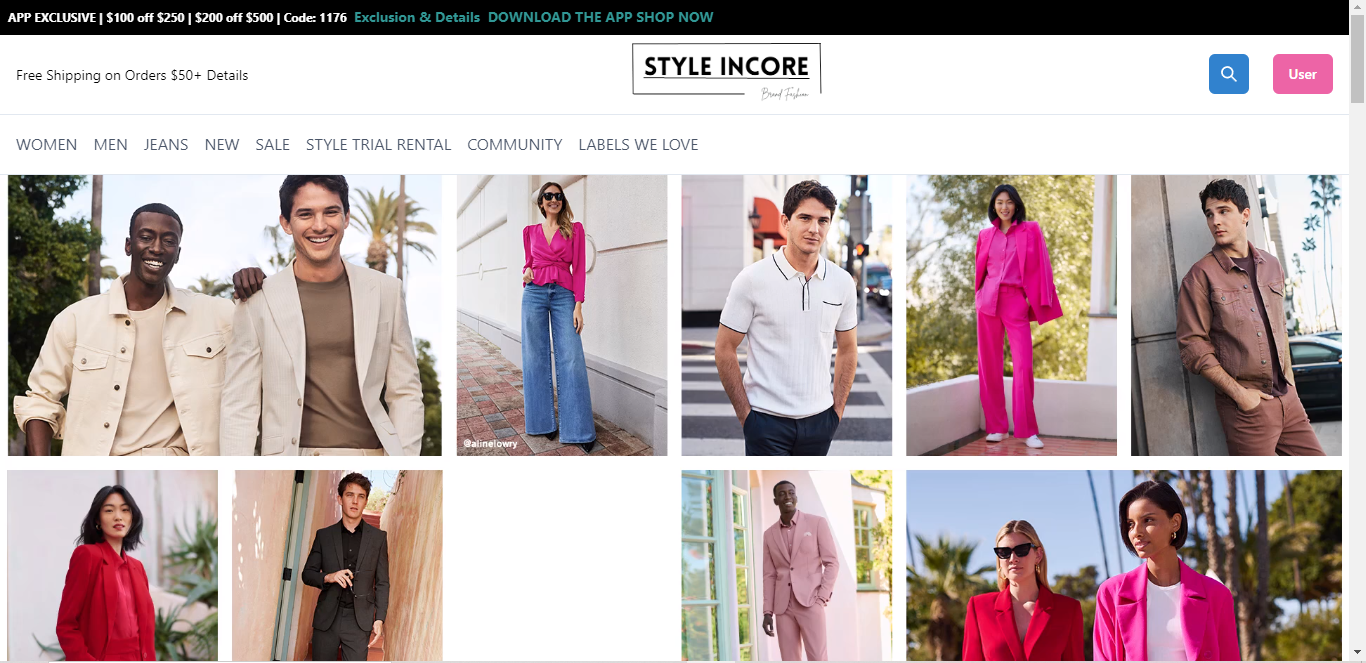 APP EXCLUSIVE | $100 off $250 | $200 off $500 | Code: 1176 Exclusion & Details DOWNLOAD THE APP SHOP NOW
Free Shipping on Orders $50+ Details
STYLE INCORE
Brand Fashion
User
WOMEN MEN JEANS NEW SALE STYLE TRIAL RENTAL COMMUNITY LABELS WE LOVE
@alinelowry